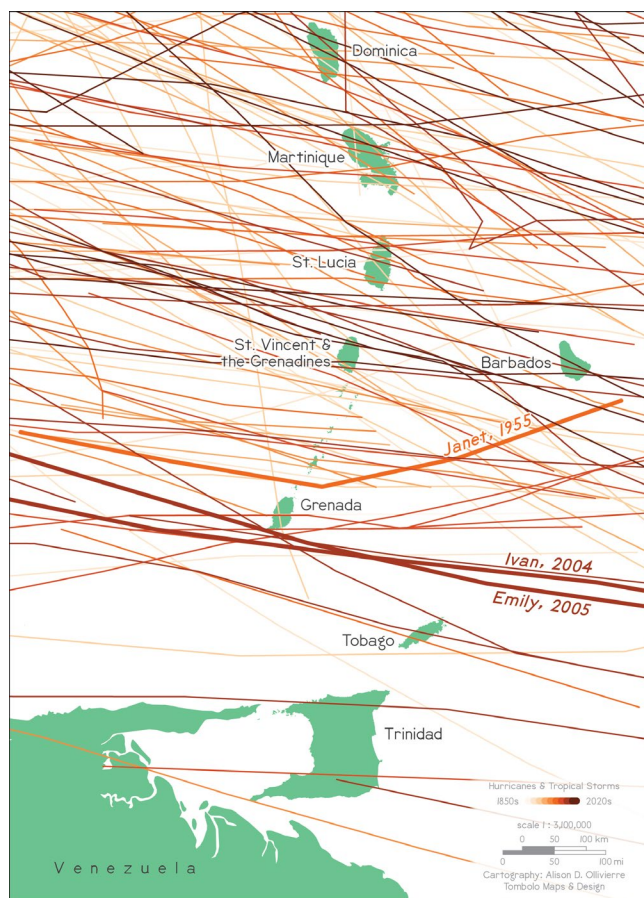 Dominica
Martinique
St. Lucia
St. Vincent &
the Grenadines
Barbados
Janet, 1955
Grenada
Ivan, 2004
Emily, 2005
Tobago
Trinidad
Venezuela
Hurricanes & Tropical Storms
1850s 2020s
scale 1 : 3,100,000
0 50 100 km
0 50 100 mi
Cartography: Alison D. Ollivierre
Tombolo Maps & Design